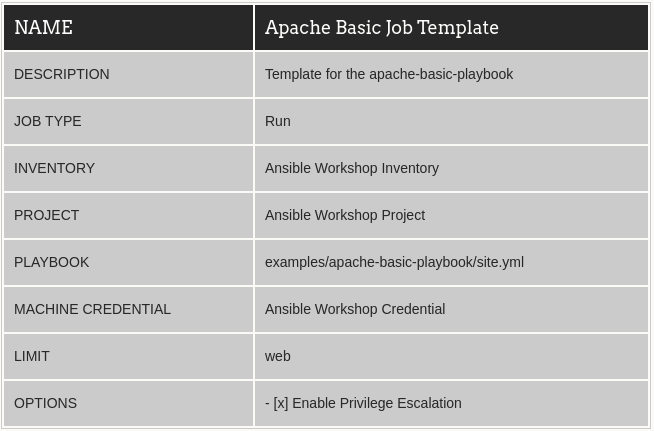 NAME Apache Basic Job Template
DESCRIPTION Template for the apache-basic-playbook
JOB TYPE Run
INVENTORY Ansible Workshop Inventory
PROJECT Ansible Workshop Project
PLAYBOOK examples/apache-basic-playbook/site.yml
MACHINE CREDENTIAL Ansible Workshop Credential
LIMIT web
OPTIONS - [x] Enable Privilege Escalation